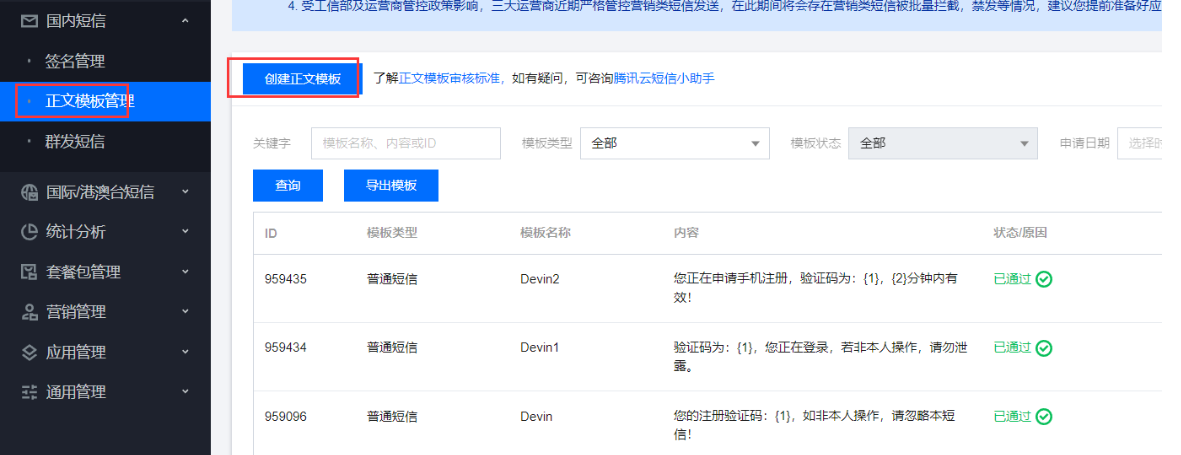 国内短信
签名管理
正文模板管理
群发短信
国际/港澳台短信
统计分析
套餐包管理
营销管理
应用管理
通用管理
4. 受工信部及运营商管控政策影响，三大运营商近期严格管控营销类短信发送，在此期间将会存在营销类短信被批量拦截，禁发等情况，建议您提前准备好应
创建正文模板 了解正文模板审核标准，如有疑问，可咨询腾讯云短信小助手
关键字 模板名称、内容或ID 模板类型 全部 模板状态 全部 申请日期 选择时
查询 导出模板
ID 模板类型 模板名称 内容 状态/原因
959435 普通短信 Devin2 您正在申请手机注册，验证码为：{1}，{2}分钟内有 已通过
效！
959434 普通短信 Devin1 验证码为：{1}，您正在登录，若非本人操作，请勿泄 已通过
露。
959096 普通短信 Devin 您的注册验证码：{1}，如非本人操作，请忽略本短 已通过
信！